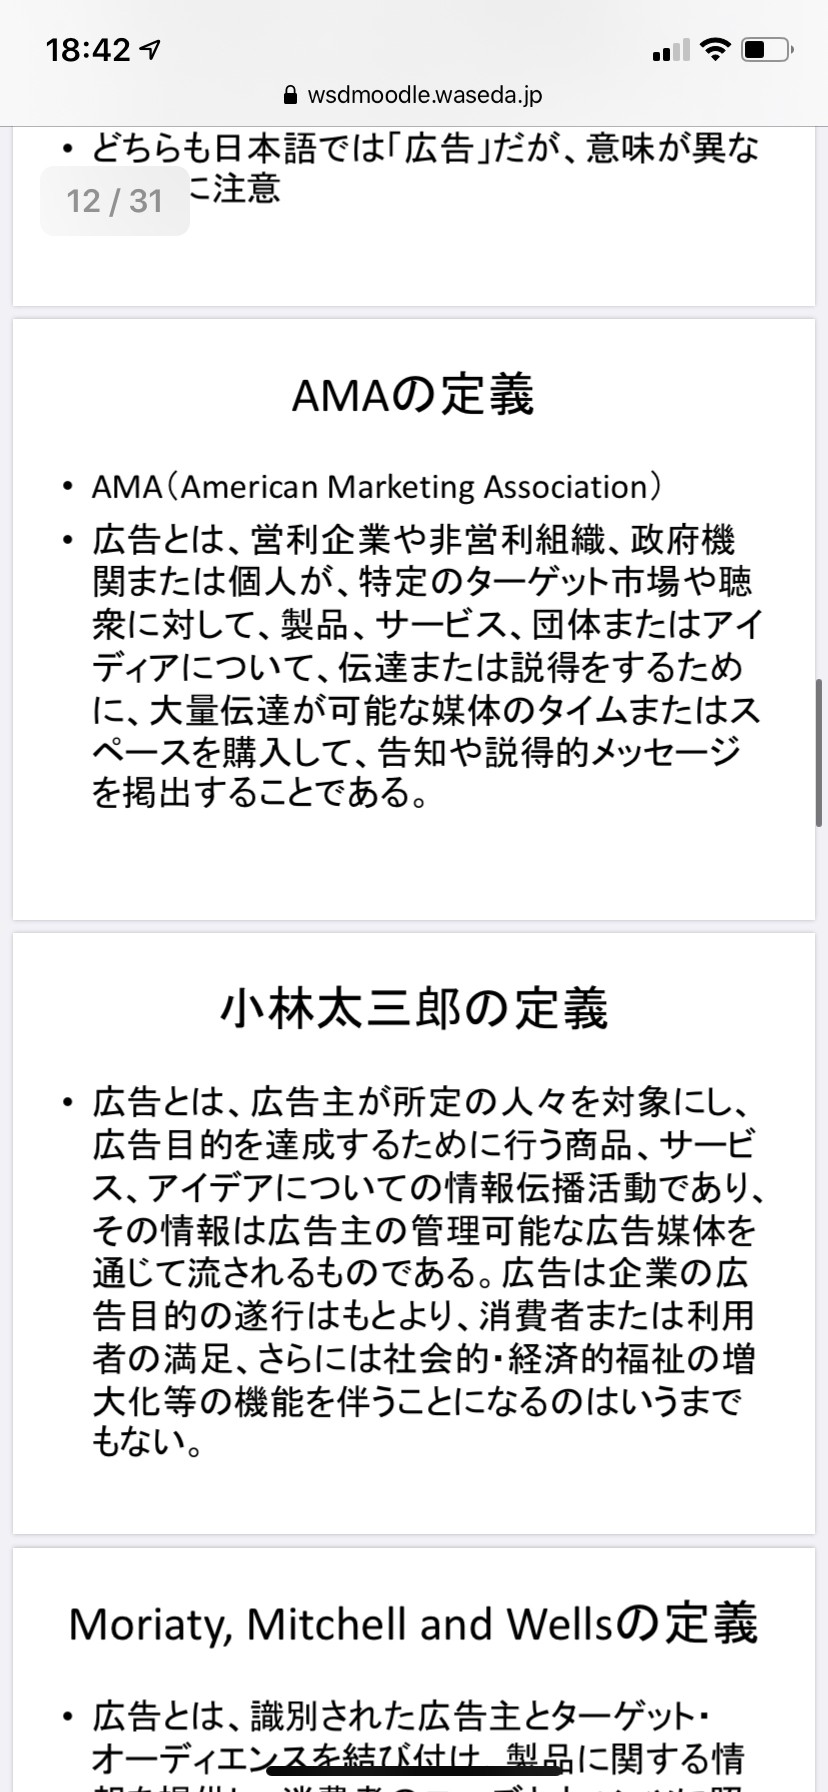 18:42
wsdmoodle.waseda.jp
• どちらも日本語では「広告」だが、意味が異な
に注意
12 / 31
AMAの定義
• AMA（American Marketing Association）
• 広告とは、営利企業や非営利組織、政府機
関または個人が、特定のターゲット市場や聴
衆に対して、製品、サービス、団体またはアイ
ディアについて、伝達または説得をするため
に、大量伝達が可能な媒体のタイムまたはス
ペースを購入して、告知や説得的メッセージ
を掲出することである。
小林太三郎の定義
• 広告とは、広告主が所定の人々を対象にし、
広告目的を達成するために行う商品、サービ
ス、アイデアについての情報伝播活動であり、
その情報は広告主の管理可能な広告媒体を
通じて流されるものである。広告は企業の広
告目的の遂行はもとより、消費者または利用
者の満足、さらには社会的・経済的福祉の増
大化等の機能を伴うことになるのはいうまで
もない。
Moriaty, Mitchell and Wellsの定義
• 広告とは、識別された広告主とターゲット・
オーディエンスを結び付け、製品に関する情